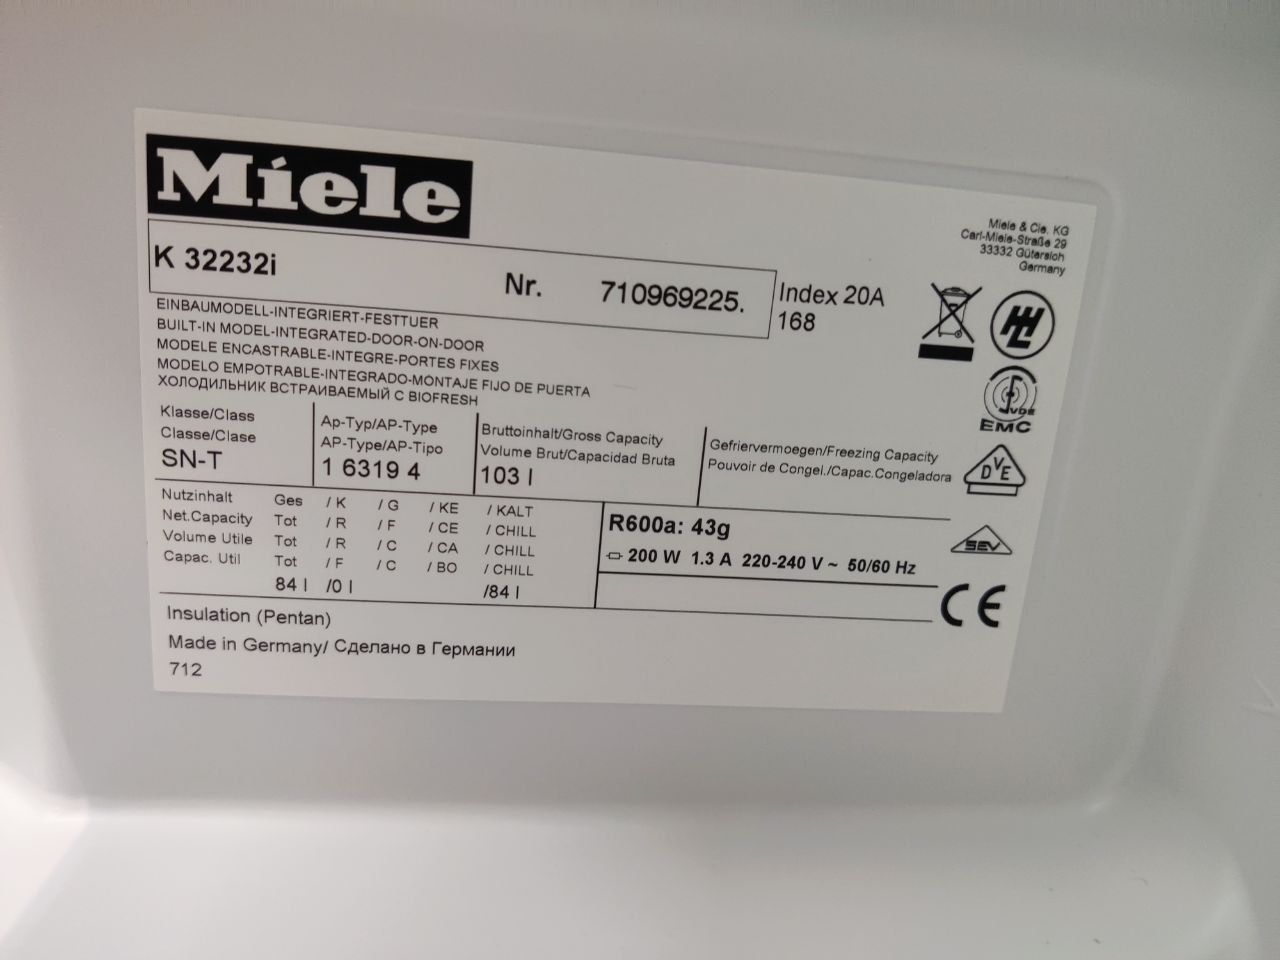 Miele
K 32232i Nr. 710969225. Index 20A
168
Miele & Cie. KG
Carl-Miele-Straße 29
33332 Gütersloh
Germany
EINBAUMODELL-INTEGRIERT-FESTTUER
BUILT-IN MODEL-INTEGRATED-DOOR-ON-DOOR
MODELE ENCASTRABLE-INTEGRE-PORTES FIXES
MODELO EMPOTRABLE-INTEGRADO-MONTAJE FIJO DE PUERTA
ХОЛОДИЛЬНИК ВСТРАИВАЕМЫЙ С BIOFRESH
Klasse/Class
Classe/Clase
SN-T
Ap-Typ/AP-Type
AP-Type/AP-Tipo
1 6319 4
Bruttoinhalt/Gross Capacity
Volume Brut/Capacidad Bruta
103 l
Gefriervermoegen/Freezing Capacity
Pouvoir de Congel./Capac.Congeladora
Nutzinhalt Ges / K / G / KE / KALT
Net.Capacity Tot / R / F / CE / CHILL
Volume Utile Tot / R / C / CA / CHILL
Capac. Util Tot / F / C / BO / CHILL
84 l /0 l /84 l
R600a: 43g
200 W 1.3 A 220-240 V ~ 50/60 Hz
Insulation (Pentan)
Made in Germany/ Сделано в Германии
712
VDE
EMC
DVE
SEV
CE